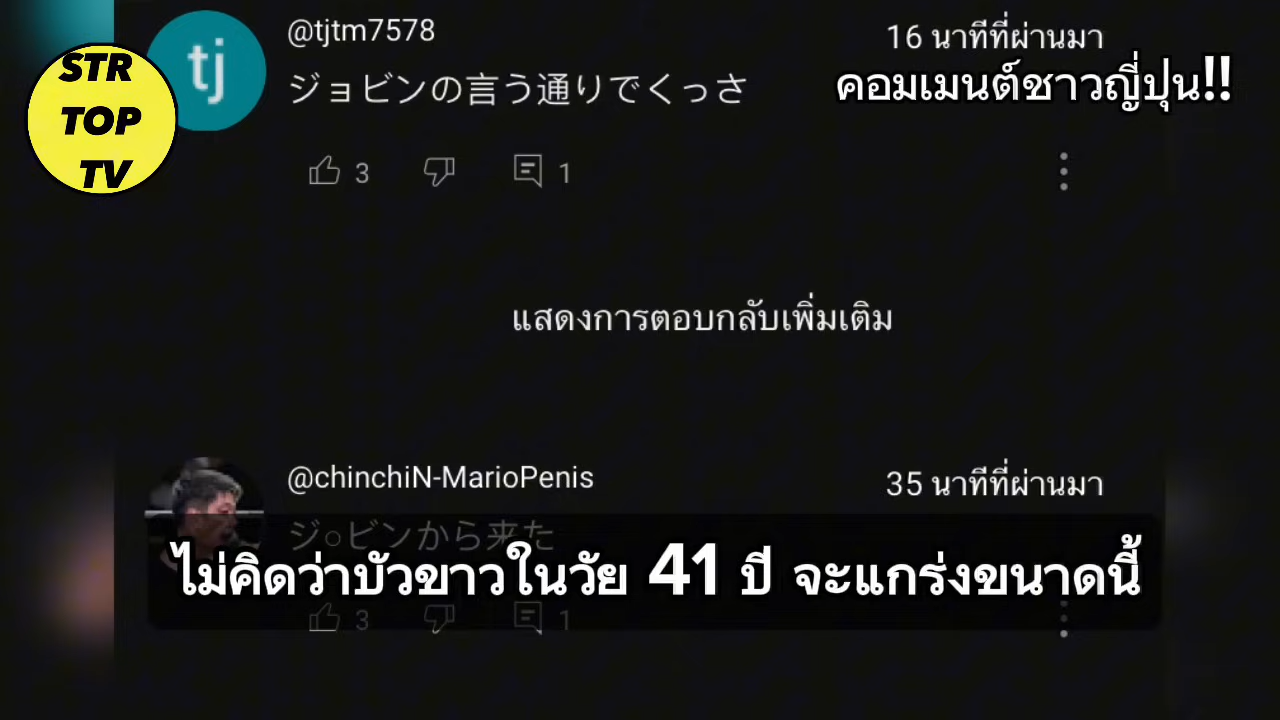 STR
TOP
TV
tj
@tjtm7578
16 นาทีที่ผ่านมา
คอมเมนต์ชาวญี่ปุ่น!!
ジョビンの言う通りでくっさ
3
1
แสดงการตอบกลับเพิ่มเติม
@chinchiN-MarioPenis
35 นาทีที่ผ่านมา
ジ○ビンから来た
ไม่คิดว่าบัวขาวในวัย 41 ปี จะแกร่งขนาดนี้
3
1